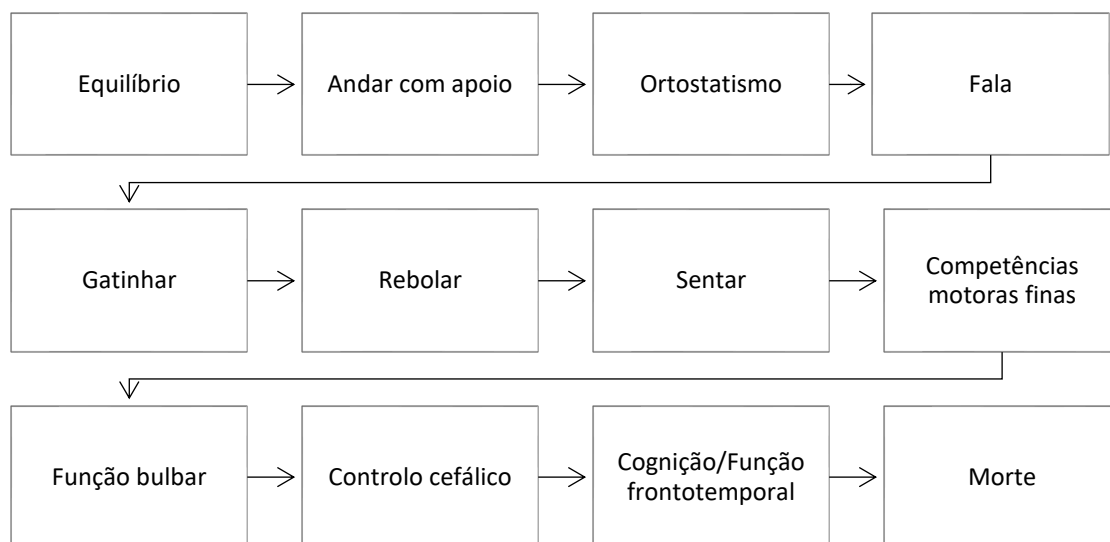 Equilíbrio
Andar com apoio
Ortostatismo
Fala
Gatinhar
Rebolar
Sentar
Competências
motoras finas
Função bulbar
Controlo cefálico
Cognição/Função
frontotemporal
Morte